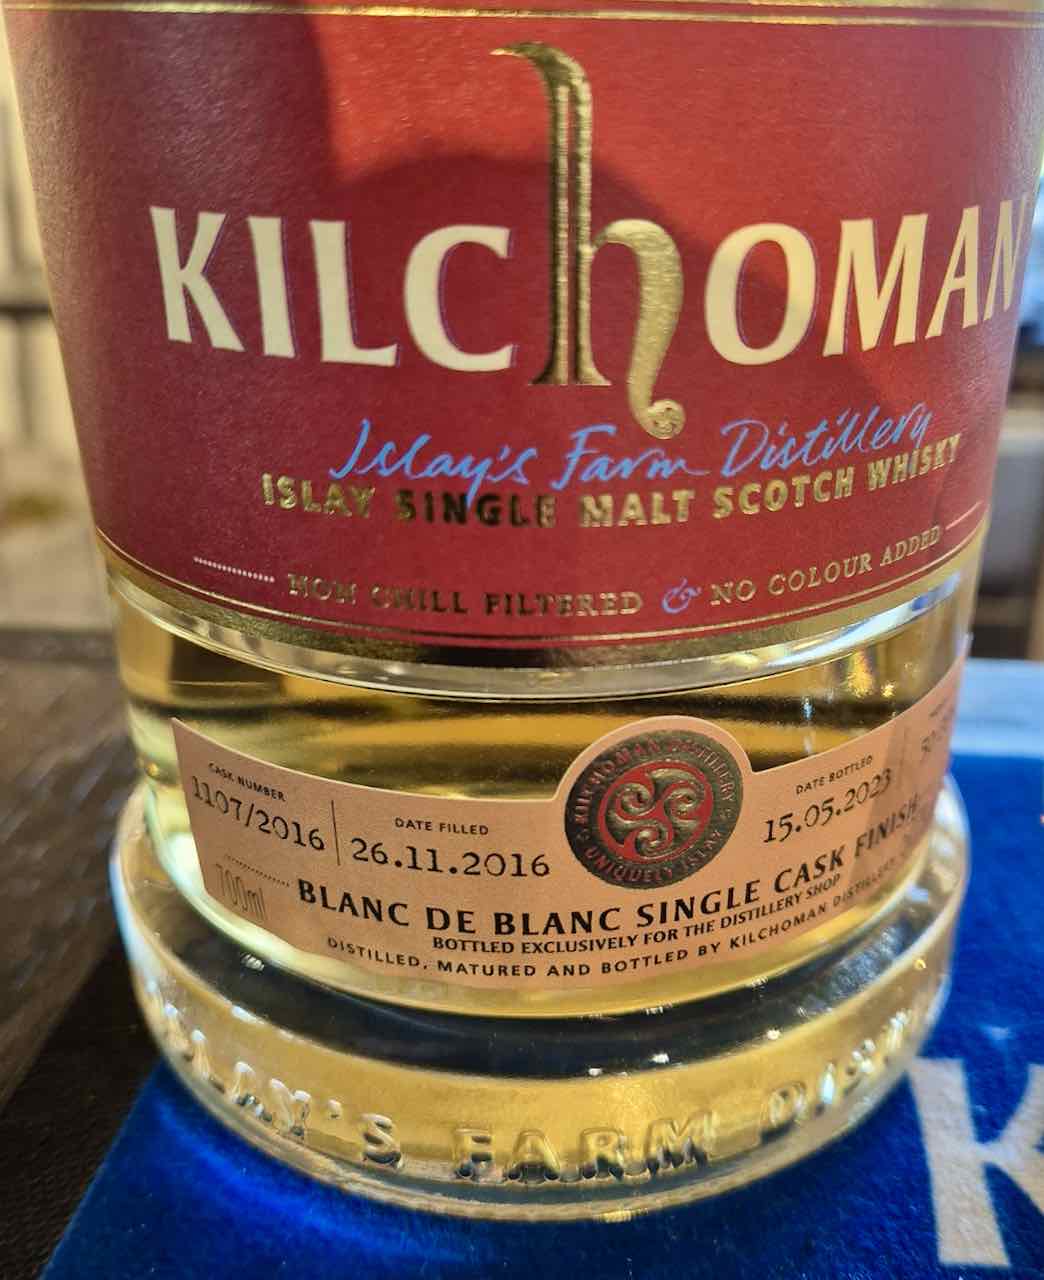 KILCHOMAN
Islay's Farm Distillery
ISLAY SINGLE MALT SCOTCH WHISKY
NON CHILL FILTERED & NO COLOUR ADDED
CASK NUMBER
1107/2016
DATE FILLED
26.11.2016
KILCHOMAN DISTILLERY
UNIQUELY ISLAY
DATE BOTTLED
15.05.2023
700ml
BLANC DE BLANC SINGLE CASK FINISH
BOTTLED EXCLUSIVELY FOR THE DISTILLERY SHOP
DISTILLED, MATURED AND BOTTLED BY KILCHOMAN DISTILLERY
ISLAY'S FARM DIS
K